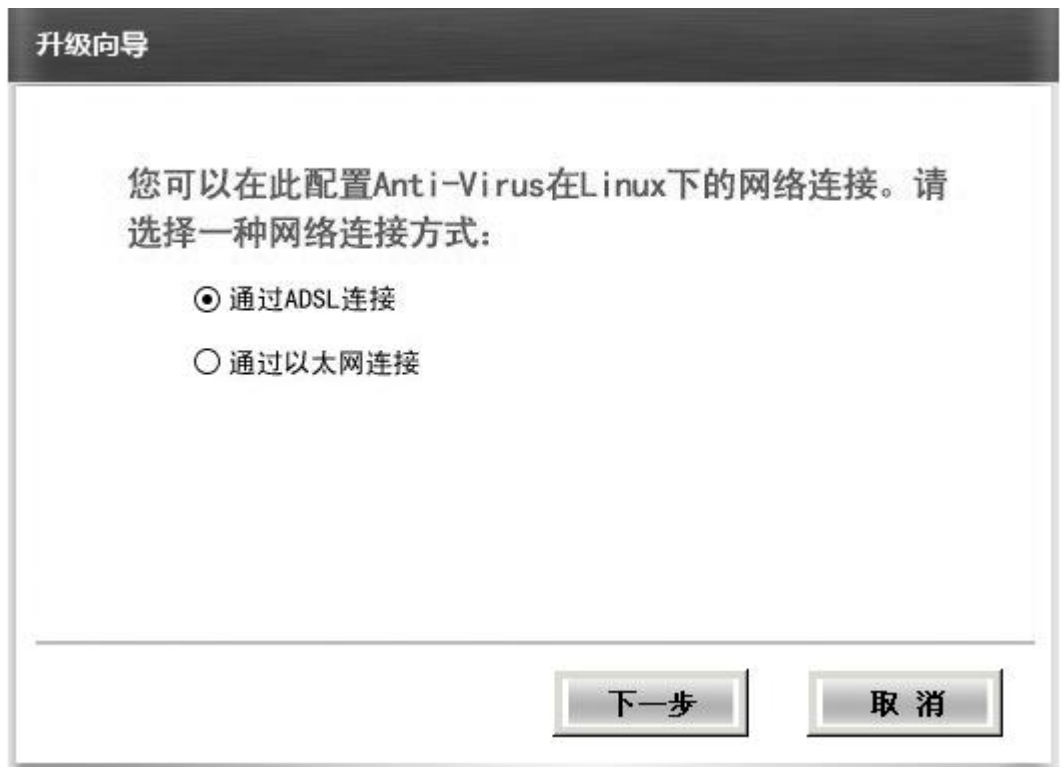 升级向导
您可以在此配置Anti-Virus在Linux下的网络连接。请
选择一种网络连接方式：
通过ADSL连接
通过以太网连接
下一步
取 消